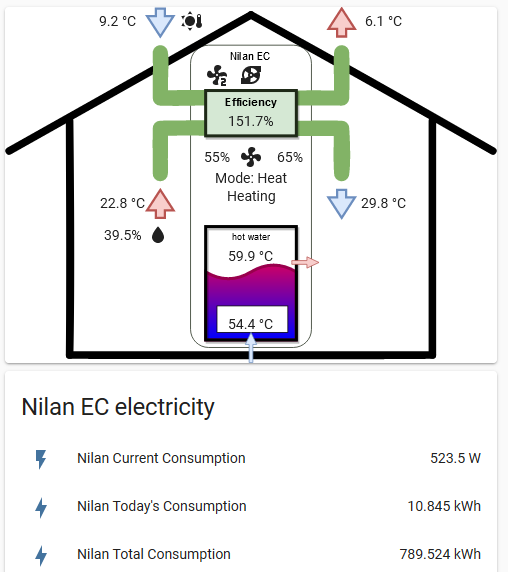 9.2 °C
6.1 °C
Nilan EC
2
Efficiency
151.7%
55%
65%
Mode: Heat
Heating
22.8 °C
29.8 °C
39.5%
hot water
59.9 °C
54.4 °C
Nilan EC electricity
Nilan Current Consumption 523.5 W
Nilan Today's Consumption 10.845 kWh
Nilan Total Consumption 789.524 kWh